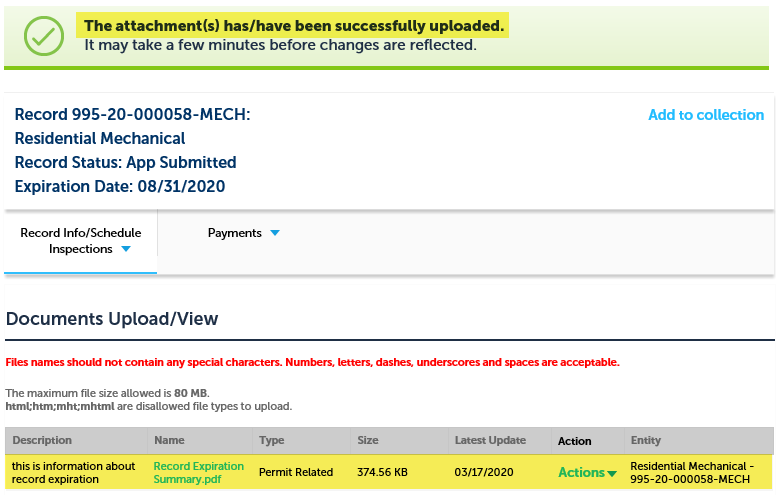 The attachment(s) has/have been successfully uploaded.
It may take a few minutes before changes are reflected.
Record 995-20-000058-MECH:
Add to collection
Residential Mechanical
Record Status: App Submitted
Expiration Date: 08/31/2020
Record Info/Schedule
Inspections
Payments
Documents Upload/View
Files names should not contain any special characters. Numbers, letters, dashes, underscores and spaces are acceptable.
The maximum file size allowed is 80 MB.
html;htm;mht;mhtml are disallowed file types to upload.
Description Name Type Size Latest Update Action Entity
this is information about record expiration Record Expiration Summary.pdf Permit Related 374.56 KB 03/17/2020 Actions Residential Mechanical - 995-20-000058-MECH